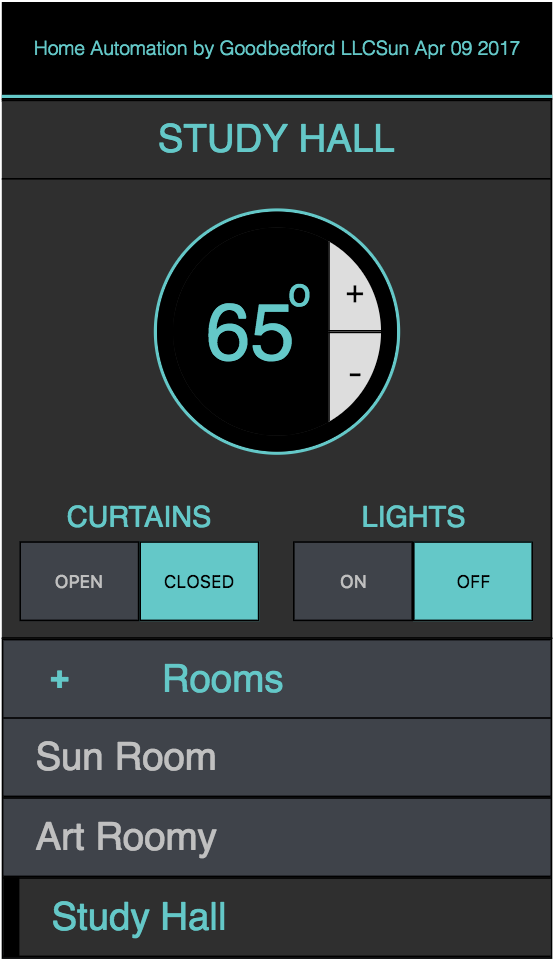 Home Automation by Goodbedford LLCSun Apr 09 2017
STUDY HALL
65°
+
-
CURTAINS LIGHTS
OPEN CLOSED ON OFF
+ Rooms
Sun Room
Art Roomy
Study Hall